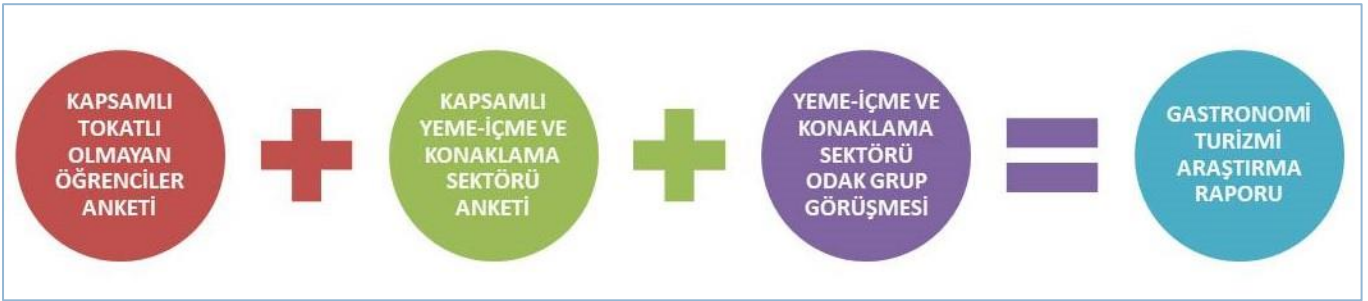 KAPSAMLI
TOKATLI
OLMAYAN
ÖĞRENCİLER
ANKETİ
KAPSAMLI
YEME-İÇME VE
KONAKLAMA
SEKTÖRÜ
ANKETİ
YEME-İÇME VE
KONAKLAMA
SEKTÖRÜ
ODAK GRUP
GÖRÜŞMESİ
GASTRONOMİ
TURİZMİ
ARAŞTIRMA
RAPORU